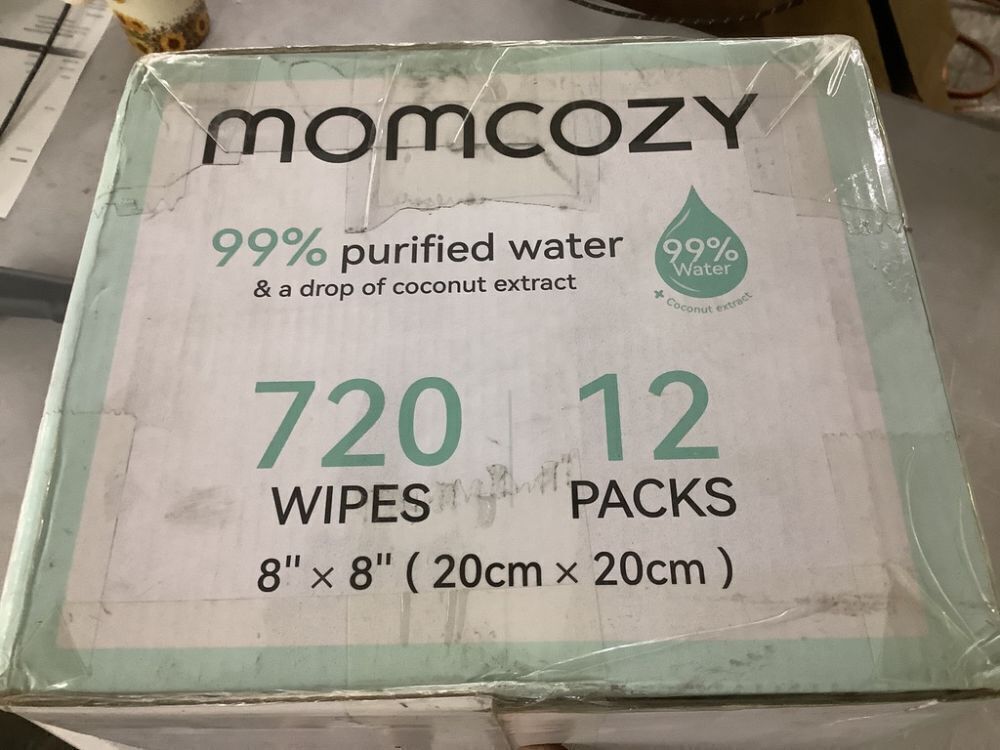 momcozy
99% purified water
& a drop of coconut extract
99%
Water
+ Coconut extract
720 12
WIPES PACKS
8" × 8" ( 20cm × 20cm )